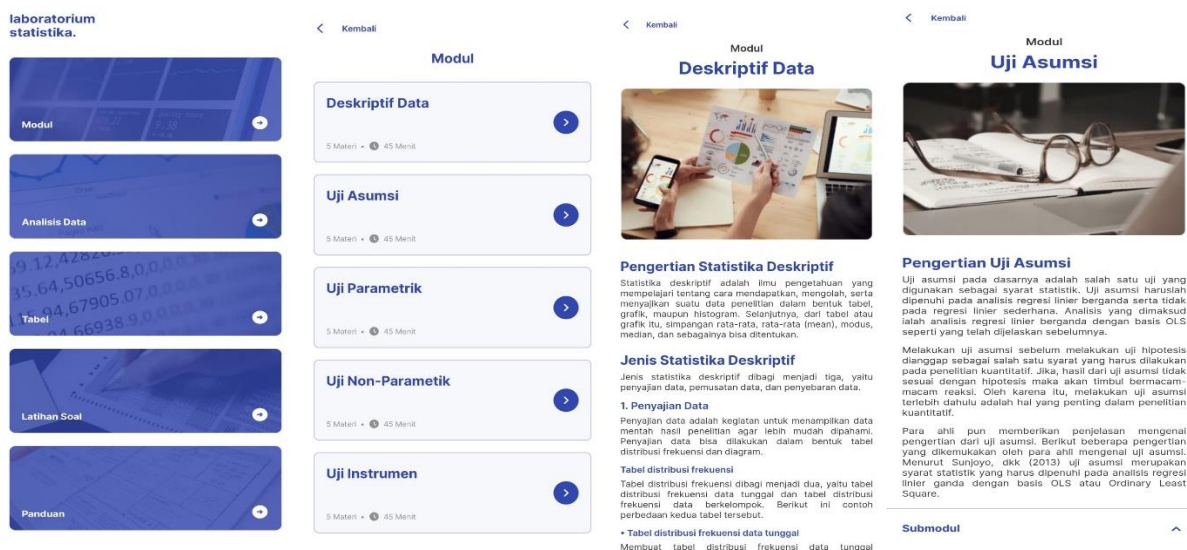 laboratorium
statistika.
Modul
Analisis Data
Tabel
Latihan Soal
Panduan
Kembali
Modul
Deskriptif Data
5 Materi • 45 Menit
Uji Asumsi
5 Materi • 45 Menit
Uji Parametrik
5 Materi • 45 Menit
Uji Non-Parametik
5 Materi • 45 Menit
Uji Instrumen
5 Materi • 45 Menit
Kembali
Modul
Deskriptif Data
Pengertian Statistika Deskriptif
Statistika deskriptif adalah ilmu pengetahuan yang
mempelajari tentang cara mendapatkan, mengolah, serta
menyajikan suatu data penelitian dalam bentuk tabel,
grafik, maupun histogram. Selanjutnya, dari tabel atau
grafik itu, simpangan rata-rata, rata-rata (mean), modus,
median, dan sebagainya bisa ditentukan.
Jenis Statistika Deskriptif
Jenis statistika deskriptif dibagi menjadi tiga, yaitu
penyajian data, pemusatan data, dan penyebaran data.
1. Penyajian Data
Penyajian data adalah kegiatan untuk menampilkan data
mentah hasil penelitian agar lebih mudah dipahami.
Penyajian data bisa dilakukan dalam bentuk tabel
distribusi frekuensi dan diagram.
Tabel distribusi frekuensi
Tabel distribusi frekuensi dibagi menjadi dua, yaitu tabel
distribusi frekuensi data tunggal dan tabel distribusi
frekuensi data berkelompok. Berikut ini contoh
perbedaan kedua tabel tersebut.
• Tabel distribusi frekuensi data tunggal
Membuat tabel distribusi frekuensi data tunggal
Kembali
Modul
Uji Asumsi
Pengertian Uji Asumsi
Uji asumsi pada dasarnya adalah salah satu uji yang
digunakan sebagai syarat statistik. Uji asumsi haruslah
dipenuhi pada analisis regresi linier berganda serta tidak
pada regresi linier sederhana. Analisis yang dimaksud
ialah analisis regresi linier berganda dengan basis OLS
seperti yang telah dijelaskan sebelumnya.
Melakukan uji asumsi sebelum melakukan uji hipotesis
dianggap sebagai salah satu syarat yang harus dilakukan
pada penelitian kuantitatif. Jika, hasil dari uji asumsi tidak
sesuai dengan hipotesis maka akan timbul bermacam-
macam reaksi. Oleh karena itu, melakukan uji asumsi
terlebih dahulu adalah hal yang penting dalam penelitian
kuantitatif.
Para ahli pun memberikan penjelasan mengenai
pengertian dari uji asumsi. Berikut beberapa pengertian
yang dikemukakan oleh para ahli mengenai uji asumsi.
Menurut Sunjoyo, dkk (2013) uji asumsi merupakan
syarat statistik yang harus dipenuhi pada analisis regresi
linier ganda dengan basis OLS atau Ordinary Least
Square.
Submodul